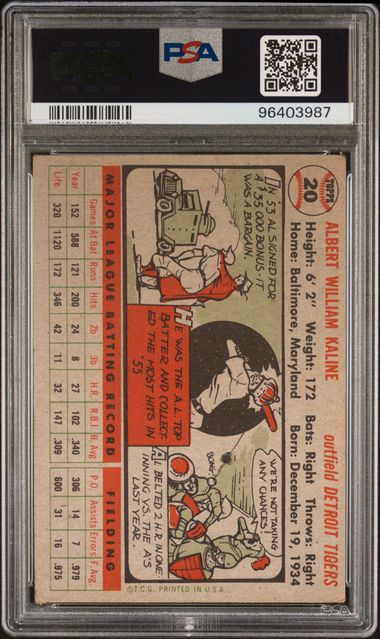 PSA
96403987
TOPPS
20
ALBERT WILLIAM KALINE outfield DETROIT TIGERS
Height: 6' 2" Weight: 172 Bats: Right Throws: Right
Home: Baltimore, Maryland Born: December 19, 1934
IN '53 AL SIGNED FOR
A $35,000 BONUS-IT
WAS A BARGAIN.
HE WAS THE A.L. TOP
BATTER AND COLLECT-
ED THE MOST HITS IN
'55
WE'RE NOT TAKING
ANY CHANCES!
BONG!
AL BELTED 2 H.R. IN ONE
INNING VS. THE A'S
LAST YEAR.
MAJOR LEAGUE BATTING RECORD FIELDING
Games At Bat Runs Hits 2b 3b H.R. R.B.I. B. Avg P.O. Assists Errors F. Avg.
Year 152 588 121 200 24 8 27 102 .340 306 14 7 .979
Life 320 1120 172 346 42 11 32 147 .309 600 31 16 .975
©T.C.G. PRINTED IN U.S.A.
PSA